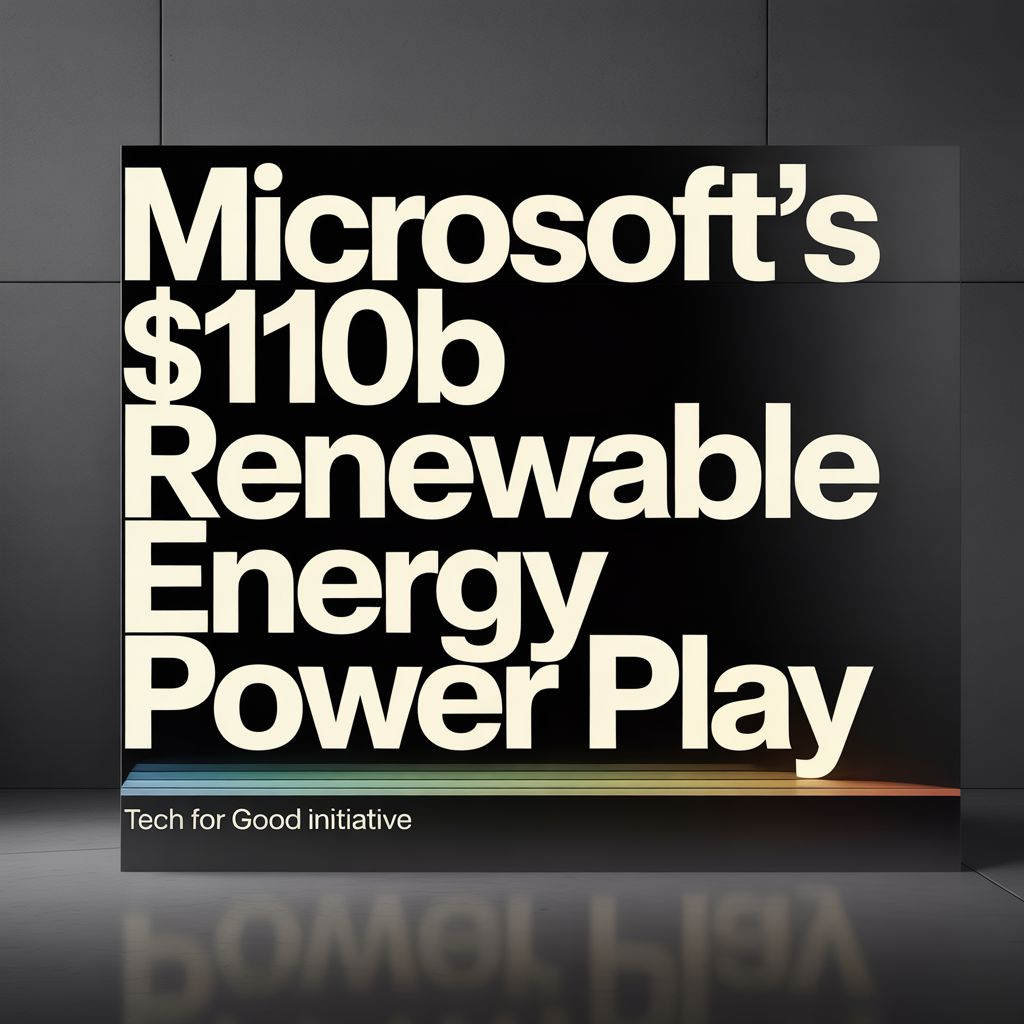 Microsoft’s
$110b
Renewable
Energy
Power Play
Tech for Good initiative